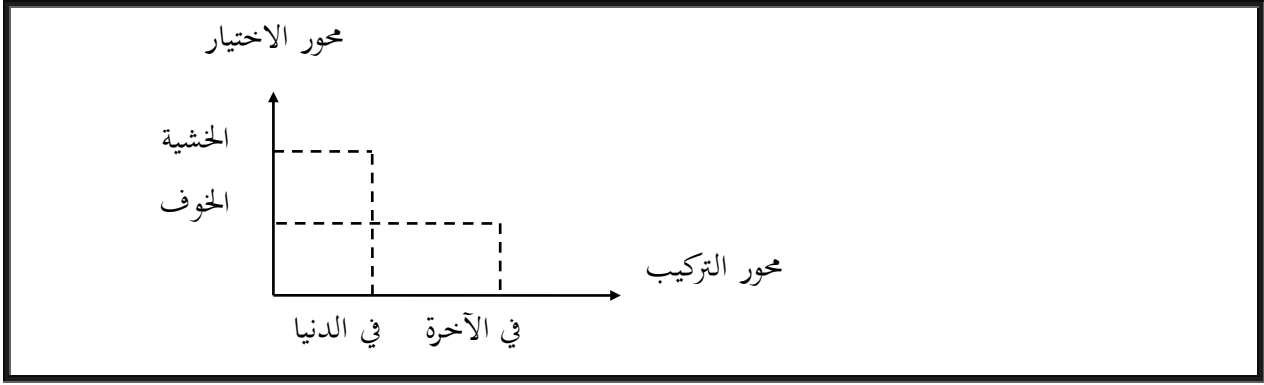 محور الاختيار
الخشية
الخوف
محور التركيب
في الدنيا
في الآخرة